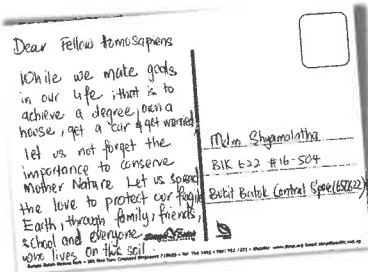 Dear Fellow Homosapiens
While we make goals
in our life, that is to
achieve a degree, own a
house, get a car & get married,
let us not forget the
importance to conserve
Mother Nature Let us spread
the love to protect our fragile
Earth, through family, friends,
school and everyone
who lives on this soil.
Mdm Shyamalatha
BLK 622 #16-504
Bukit Batok Central S'pore (650622)